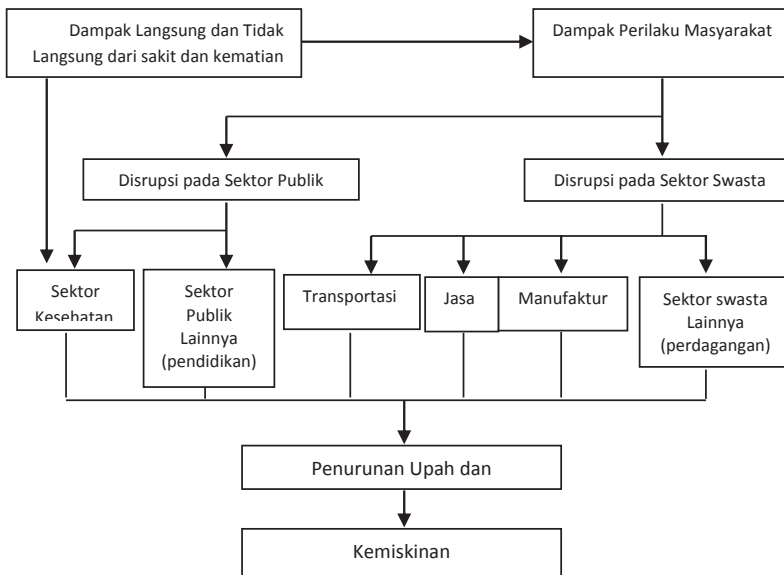 Dampak Langsung dan Tidak
Langsung dari sakit dan kematian
Dampak Perilaku Masyarakat
Disrupsi pada Sektor Publik
Disrupsi pada Sektor Swasta
Sektor
Kesehatan
Sektor
Publik
Lainnya
(pendidikan)
Transportasi
Jasa
Manufaktur
Sektor swasta
Lainnya
(perdagangan)
Penurunan Upah dan
Kemiskinan